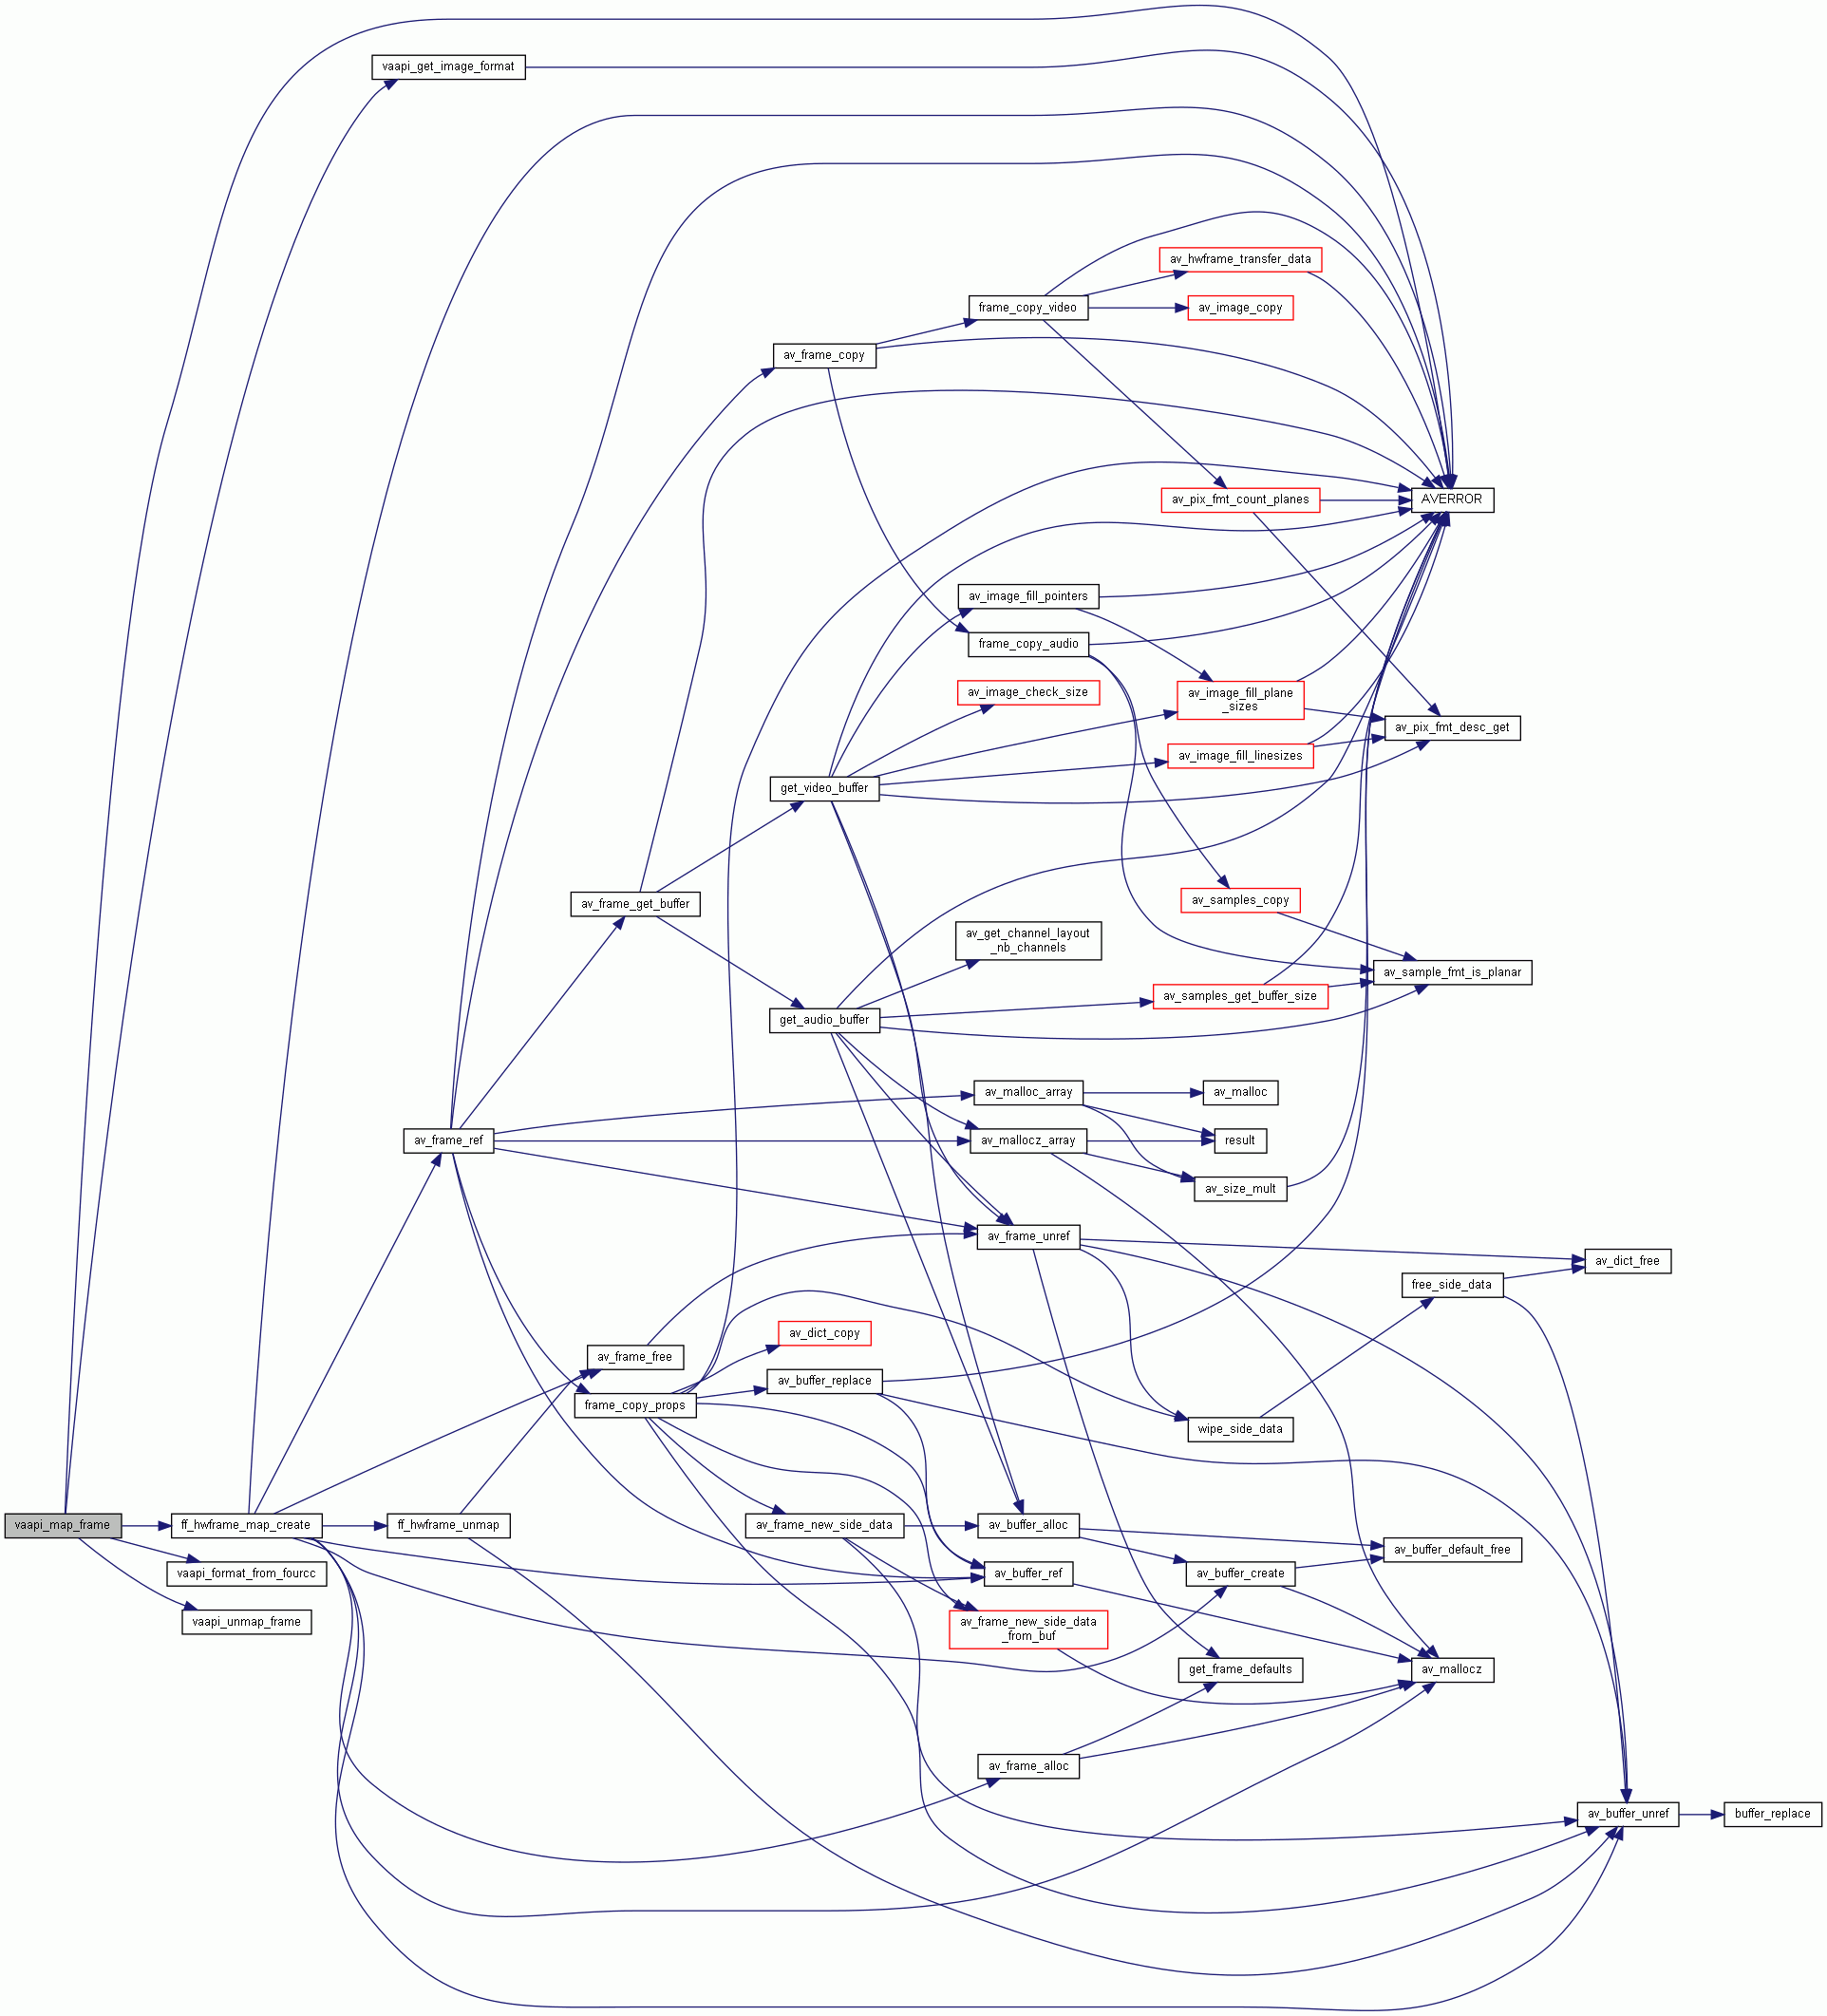 vaapi_get_image_format
av_hwframe_transfer_data
frame_copy_video
av_image_copy
av_frame_copy
av_pix_fmt_count_planes
AVERROR
av_image_fill_pointers
frame_copy_audio
av_image_check_size
av_image_fill_plane
_sizes
av_pix_fmt_desc_get
av_image_fill_linesizes
get_video_buffer
av_frame_get_buffer
av_samples_copy
av_get_channel_layout
_nb_channels
av_sample_fmt_is_planar
av_samples_get_buffer_size
get_audio_buffer
av_malloc_array
av_malloc
av_frame_ref
av_mallocz_array
result
av_size_mult
av_frame_unref
av_dict_free
free_side_data
av_dict_copy
av_frame_free
av_buffer_replace
frame_copy_props
wipe_side_data
vaapi_map_frame
ff_hwframe_map_create
ff_hwframe_unmap
av_frame_new_side_data
av_buffer_alloc
av_buffer_default_free
vaapi_format_from_fourcc
av_buffer_ref
av_buffer_create
vaapi_unmap_frame
av_frame_new_side_data
_from_buf
get_frame_defaults
av_mallocz
av_frame_alloc
av_buffer_unref
buffer_replace